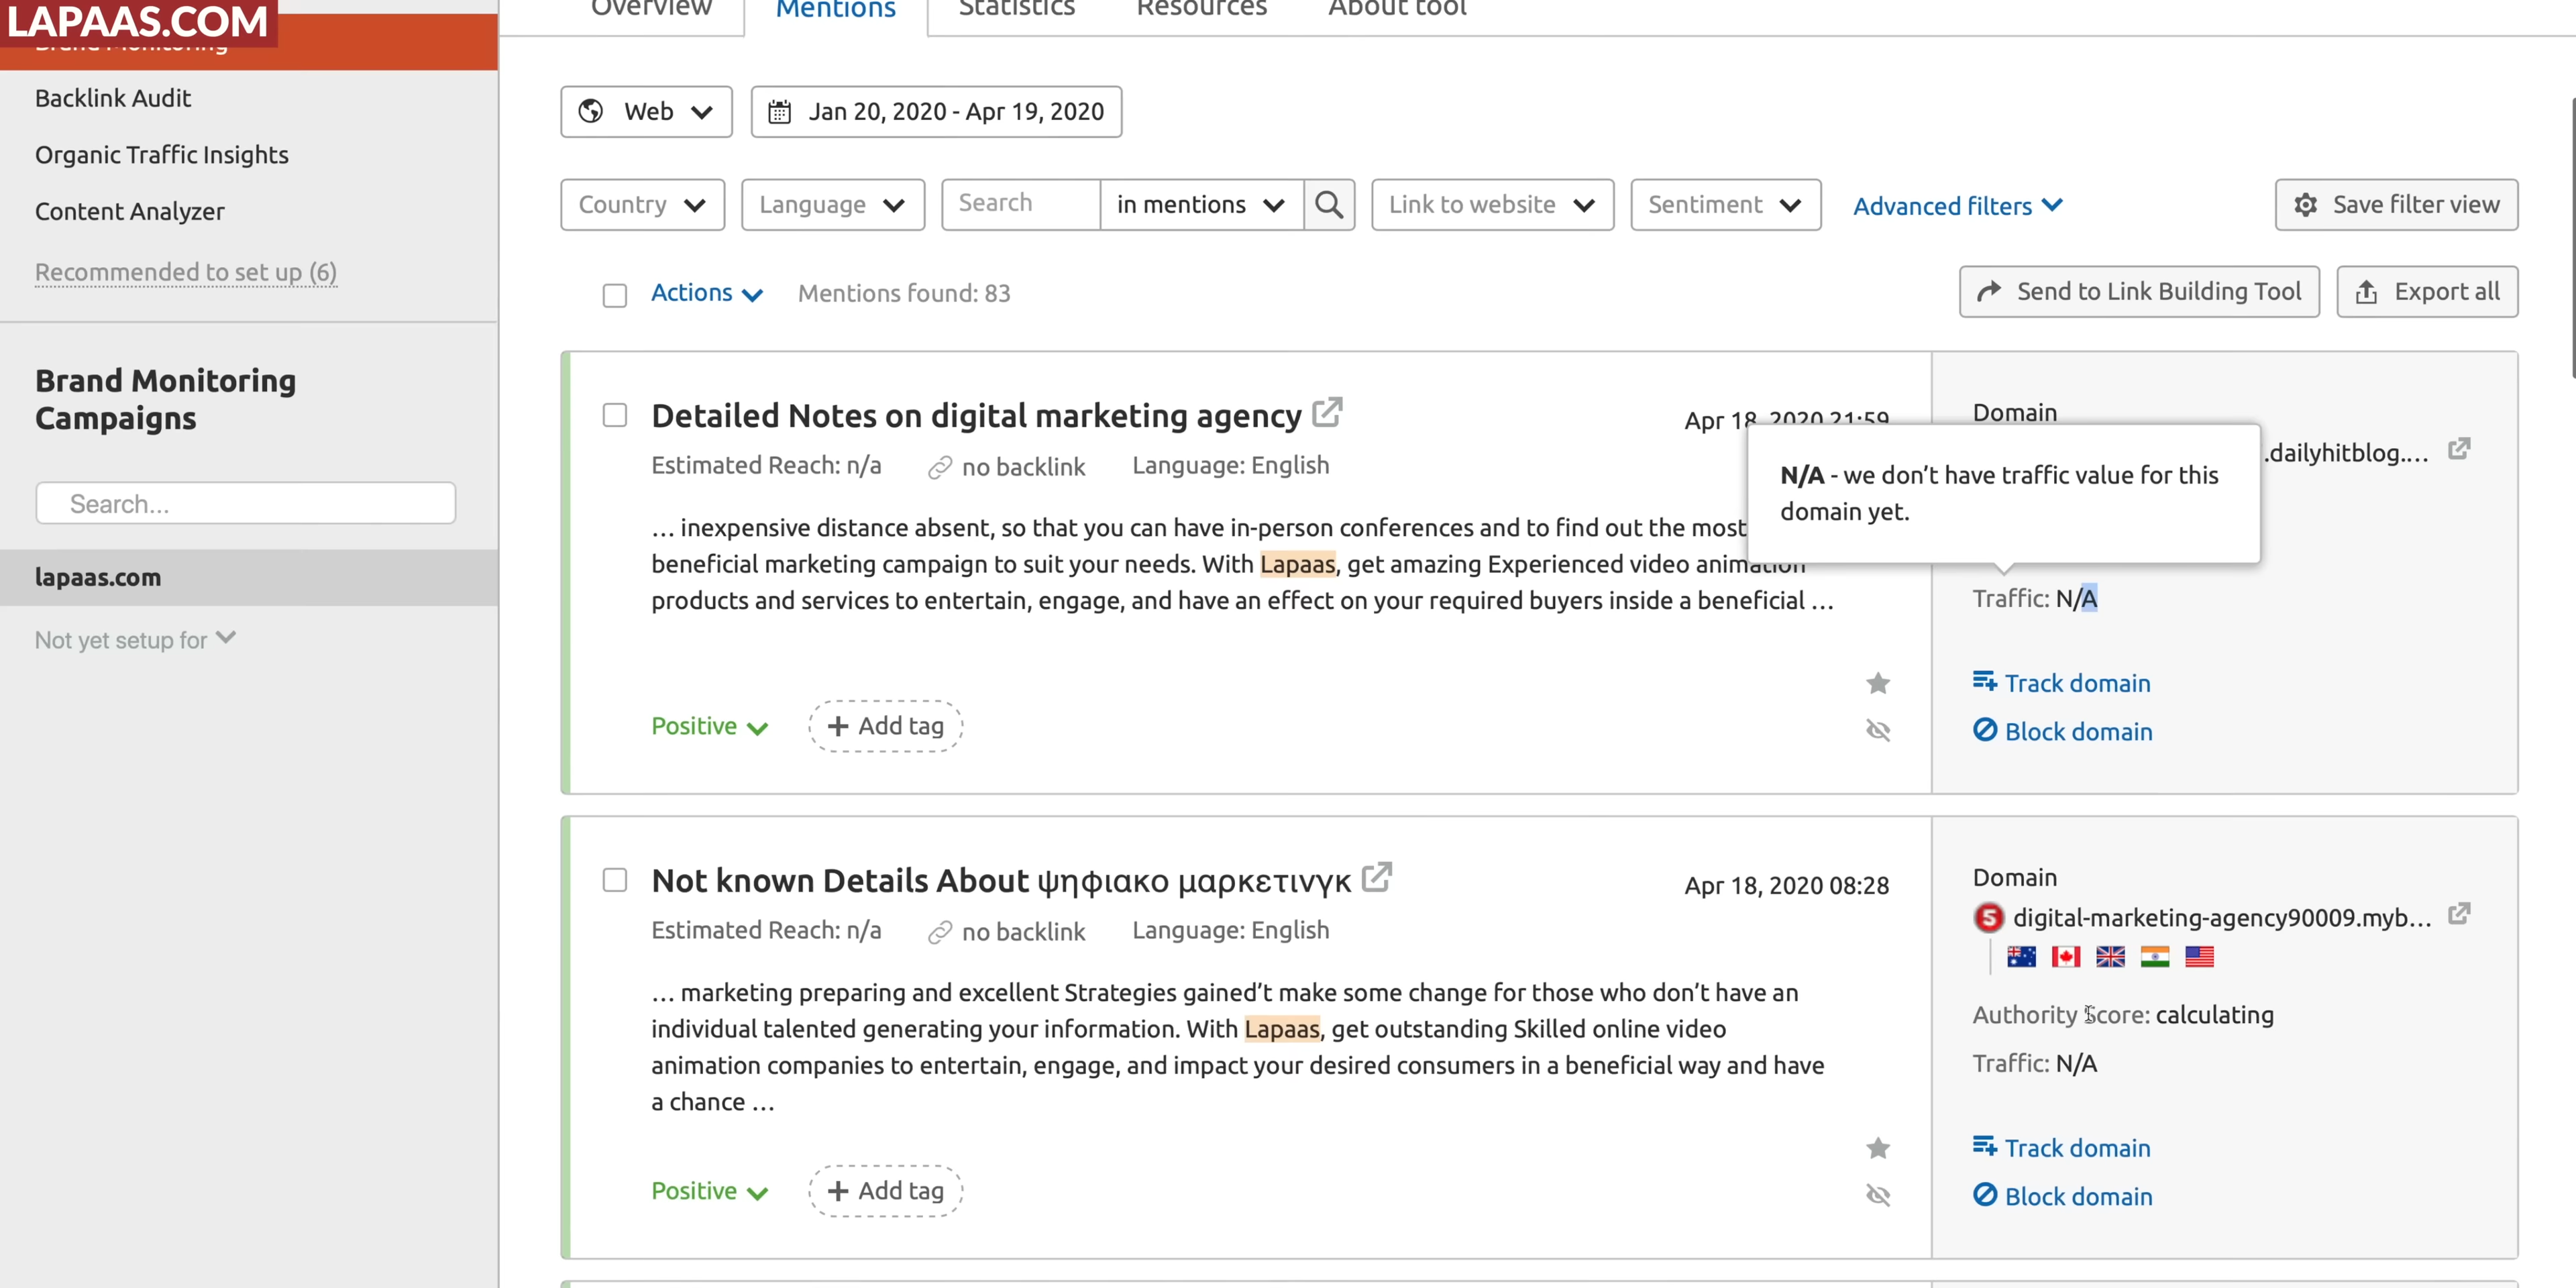 LAPAAS.COM
Brand Monitoring
Backlink Audit
Organic Traffic Insights
Content Analyzer
Recommended to set up (6)
Brand Monitoring
Campaigns
Search...
lapaas.com
Not yet setup for
Overview
Mentions
Statistics
Resources
About tool
Web
Jan 20, 2020 - Apr 19, 2020
Country
Language
Search
in mentions
Link to website
Sentiment
Advanced filters
Save filter view
Actions
Mentions found: 83
Send to Link Building Tool
Export all
Detailed Notes on digital marketing agency
Apr 18, 2020 21:59
Estimated Reach: n/a
no backlink
Language: English
... inexpensive distance absent, so that you can have in-person conferences and to find out the most
beneficial marketing campaign to suit your needs. With Lapaas, get amazing Experienced video animation
products and services to entertain, engage, and have an effect on your required buyers inside a beneficial ...
Positive
+ Add tag
Domain
.dailyhitblog....
N/A - we don't have traffic value for this
domain yet.
Traffic: N/A
Track domain
Block domain
Not known Details About ψηφιακο μαρκετινγκ
Apr 18, 2020 08:28
Estimated Reach: n/a
no backlink
Language: English
... marketing preparing and excellent Strategies gained't make some change for those who don't have an
individual talented generating your information. With Lapaas, get outstanding Skilled online video
animation companies to entertain, engage, and impact your desired consumers in a beneficial way and have
a chance ...
Positive
+ Add tag
Domain
5 digital-marketing-agency90009.myb...
Authority Score: calculating
Traffic: N/A
Track domain
Block domain